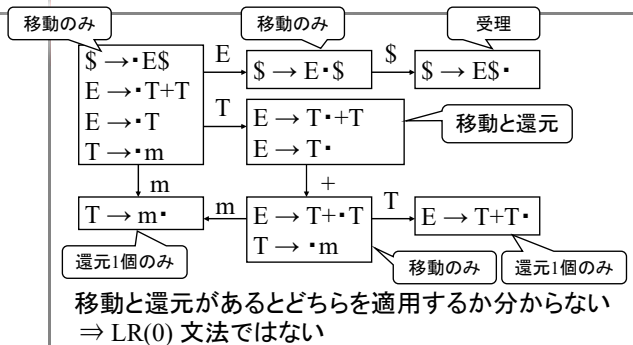 移動のみ
移動のみ
受理
$ →・E$
E →・T+T
E →・T
T →・m
E
$ → E・$
$
$ → E$・
T
E → T・+T
E → T・
移動と還元
m
+
T → m・
m
E → T+・T
T → ・m
T
E → T+T・
還元1個のみ
移動のみ
還元1個のみ
移動と還元があるとどちらを適用するか分からない
⇒ LR(0) 文法ではない